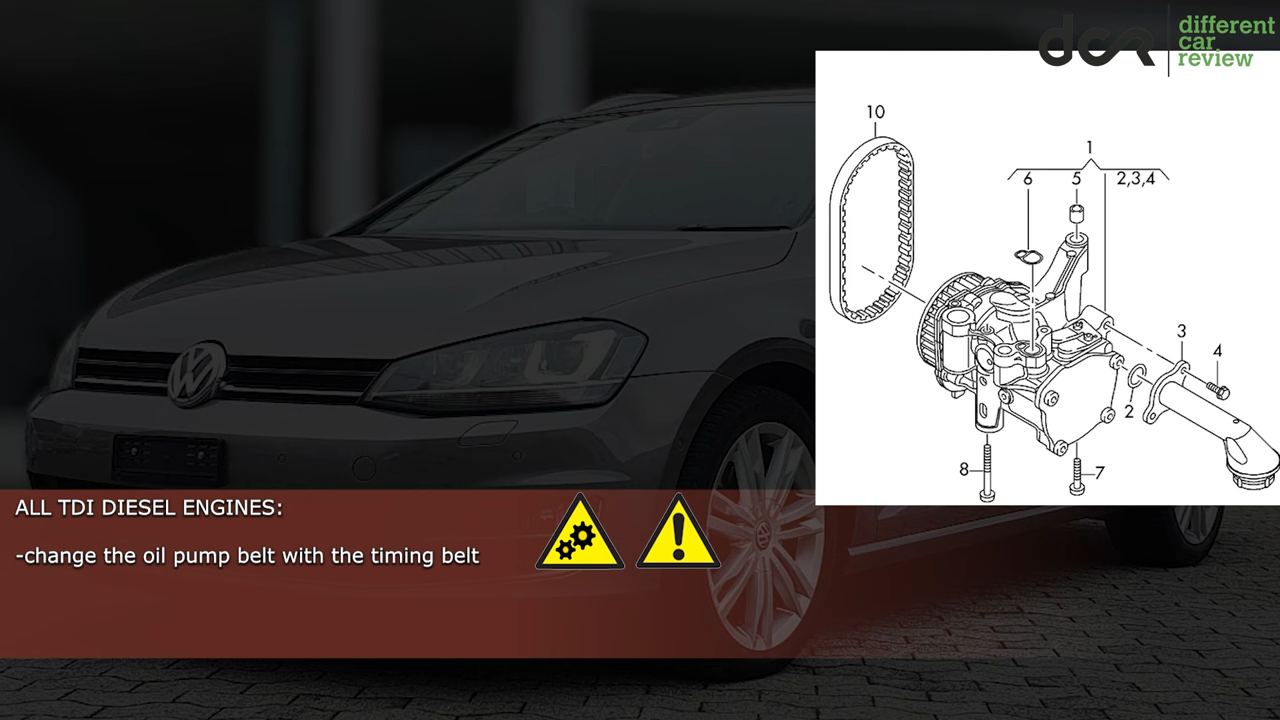 dcr
different
car
review
10
1
6 5 2,3,4
3
4
2
8
7
ALL TDI DIESEL ENGINES:
-change the oil pump belt with the timing belt